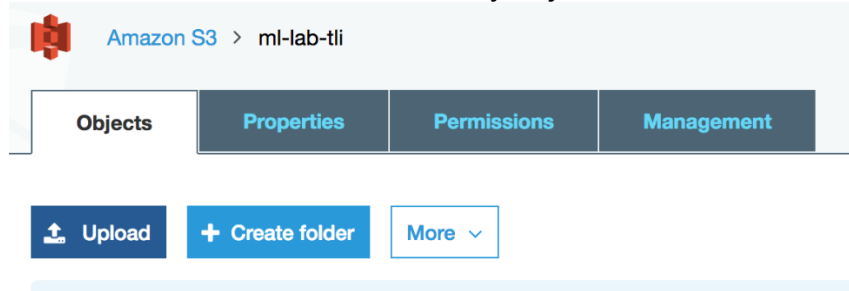 Amazon S3 > ml-lab-tli
Objects Properties Permissions Management
Upload + Create folder More